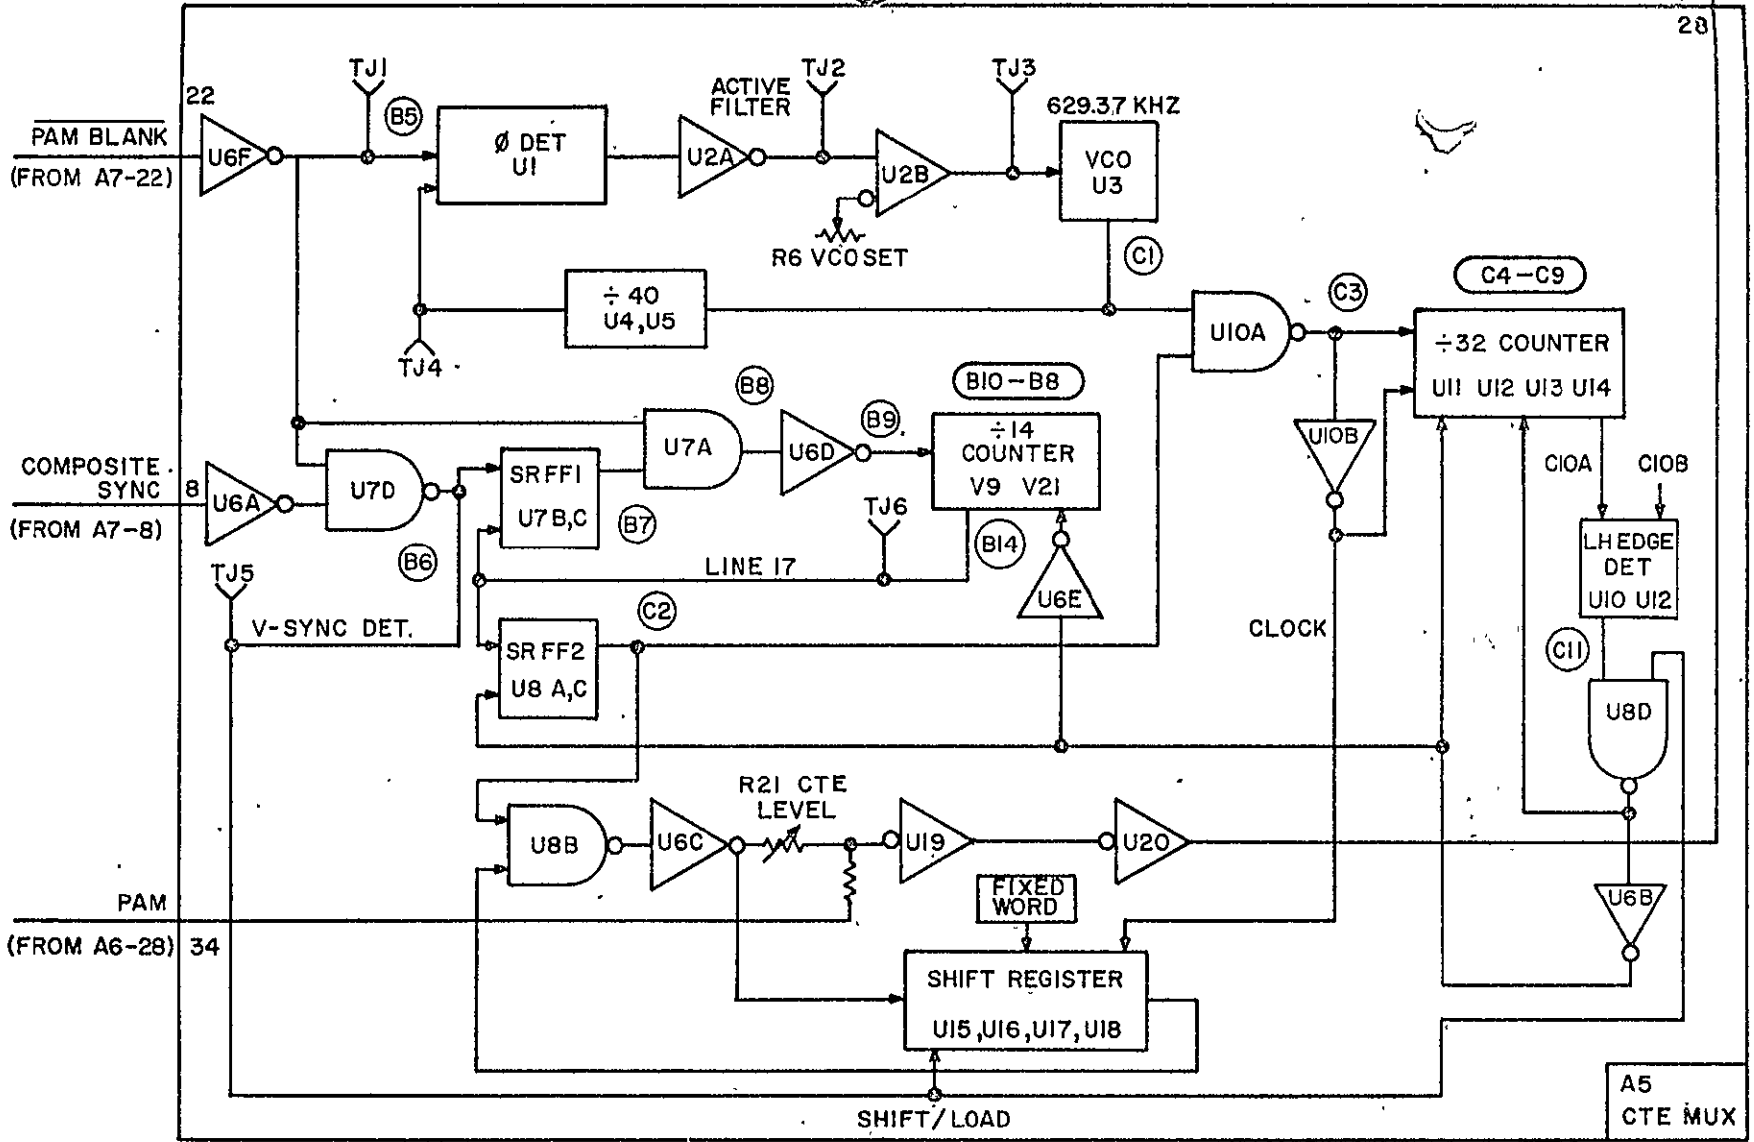 28
TJ1
TJ2
TJ3
22
B5
ACTIVE
FILTER
629.37 KHZ
PAM BLANK
(FROM A7-22)
U6F
Ø DET
U1
U2A
U2B
VCO
U3
R6 VCO SET
C1
÷ 40
U4,U5
TJ4
U10A
C3
C4-C9
÷32 COUNTER
U11 U12 U13 U14
B8
B10-B8
U7A
U6D
B9
÷14
COUNTER
V9 V21
U10B
C10A
C10B
COMPOSITE
SYNC
8
(FROM A7-8)
U6A
U7D
SR FF1
U7B,C
B7
TJ6
B14
B6
LINE 17
U6E
LH EDGE
DET
U10 U12
TJ5
V-SYNC DET.
C2
SR FF2
U8 A,C
CLOCK
C11
U8D
R21 CTE
LEVEL
U8B
U6C
U19
U20
U6B
PAM
(FROM A6-28)
34
FIXED
WORD
SHIFT REGISTER
U15,U16,U17,U18
SHIFT/LOAD
A5
CTE MUX